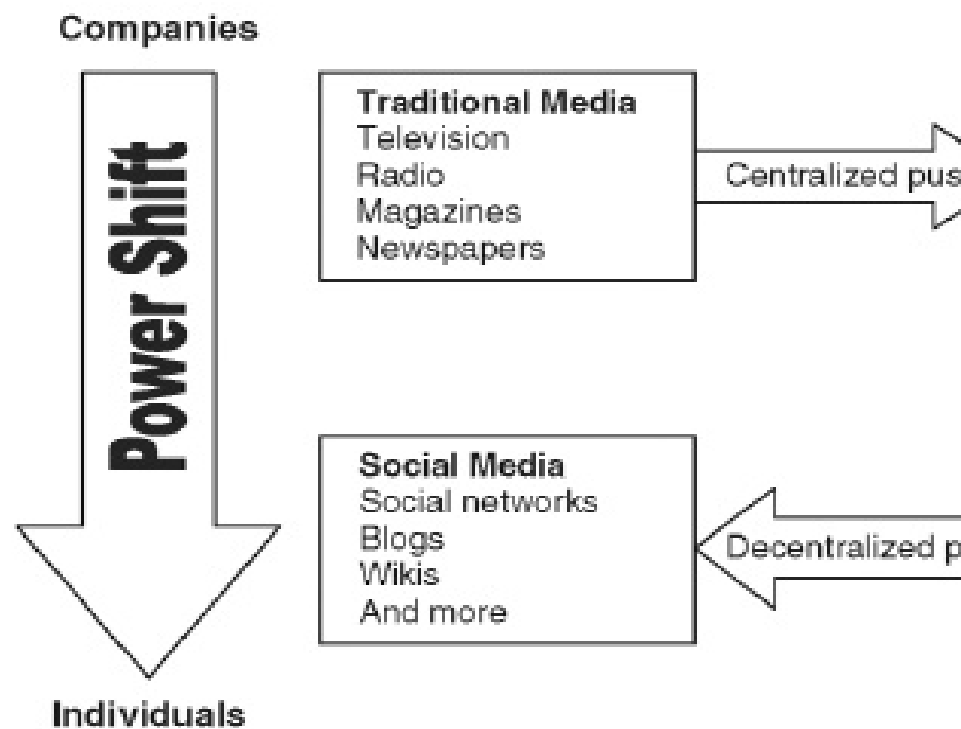 Companies
Power Shift
Traditional Media
Television
Radio
Magazines
Newspapers
Centralized pus
Social Media
Social networks
Blogs
Wikis
And more
Decentralized p
Individuals